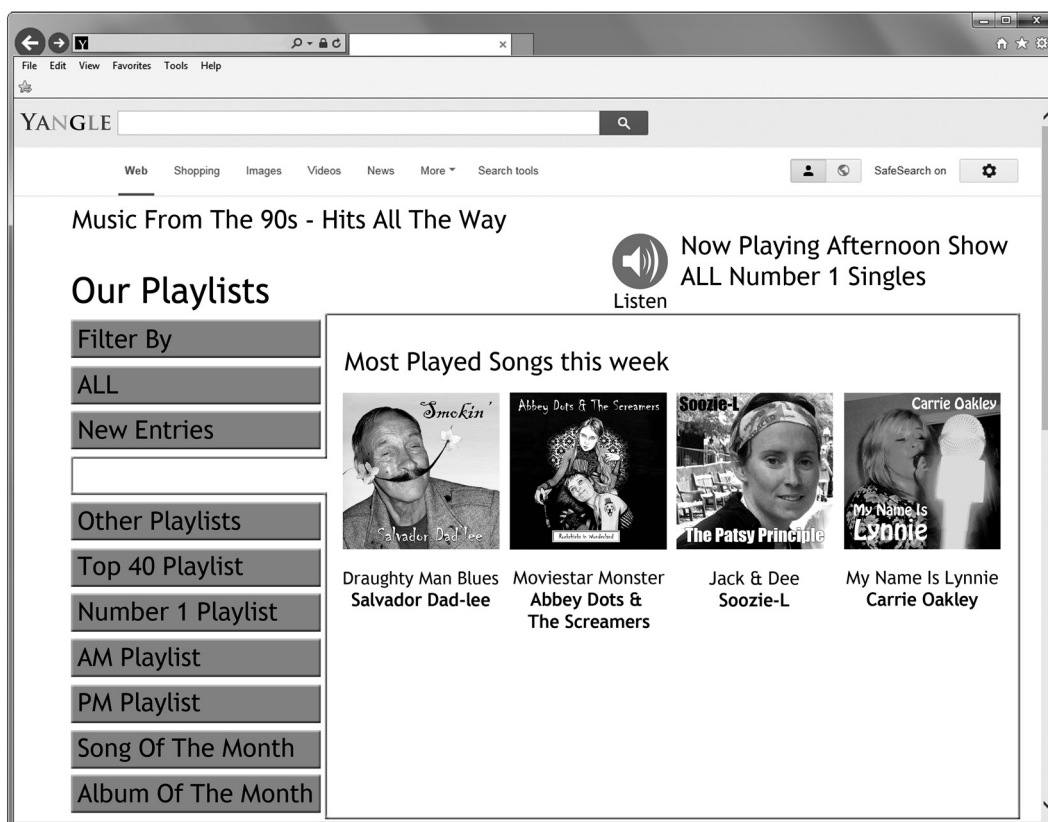 File Edit View Favorites Tools Help
YANGLE
Web Shopping Images Videos News More Search tools SafeSearch on
Music From The 90s - Hits All The Way
Now Playing Afternoon Show
ALL Number 1 Singles
Listen
Our Playlists
Filter By
ALL
New Entries
Other Playlists
Top 40 Playlist
Number 1 Playlist
AM Playlist
PM Playlist
Song Of The Month
Album Of The Month
Most Played Songs this week
Smokin'
Salvador Dad-lee
Abbey Dots & The Screamers
Soozie-L
The Patsy Principle
Carrie Oakley
My Name Is
Lynnie
Draughty Man Blues
Salvador Dad-lee
Moviestar Monster
Abbey Dots &
The Screamers
Jack & Dee
Soozie-L
My Name Is Lynnie
Carrie Oakley